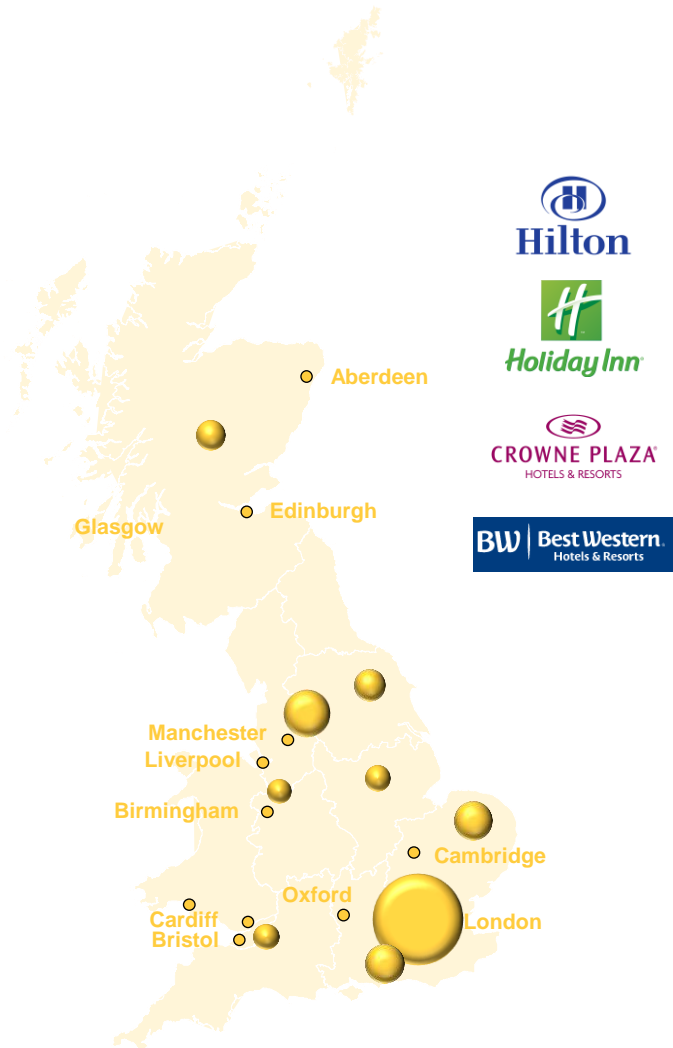 Hilton
H
Holiday Inn
Aberdeen
CROWNE PLAZA
HOTELS & RESORTS
Edinburgh
Glasgow
BW Best Western
Hotels & Resorts
Manchester
Liverpool
Birmingham
Cambridge
Oxford
Cardiff
London
Bristol